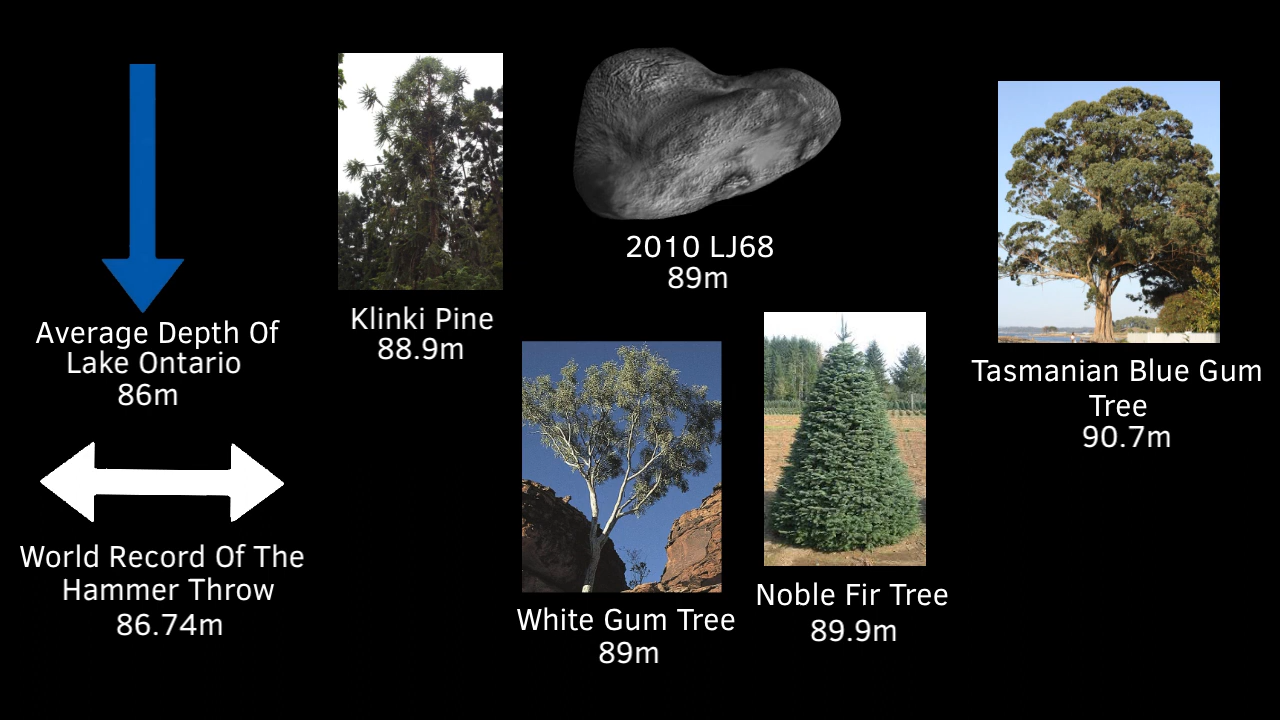 Average Depth Of
Lake Ontario
86m
World Record Of The
Hammer Throw
86.74m
Klinki Pine
88.9m
2010 LJ68
89m
White Gum Tree
89m
Noble Fir Tree
89.9m
Tasmanian Blue Gum
Tree
90.7m